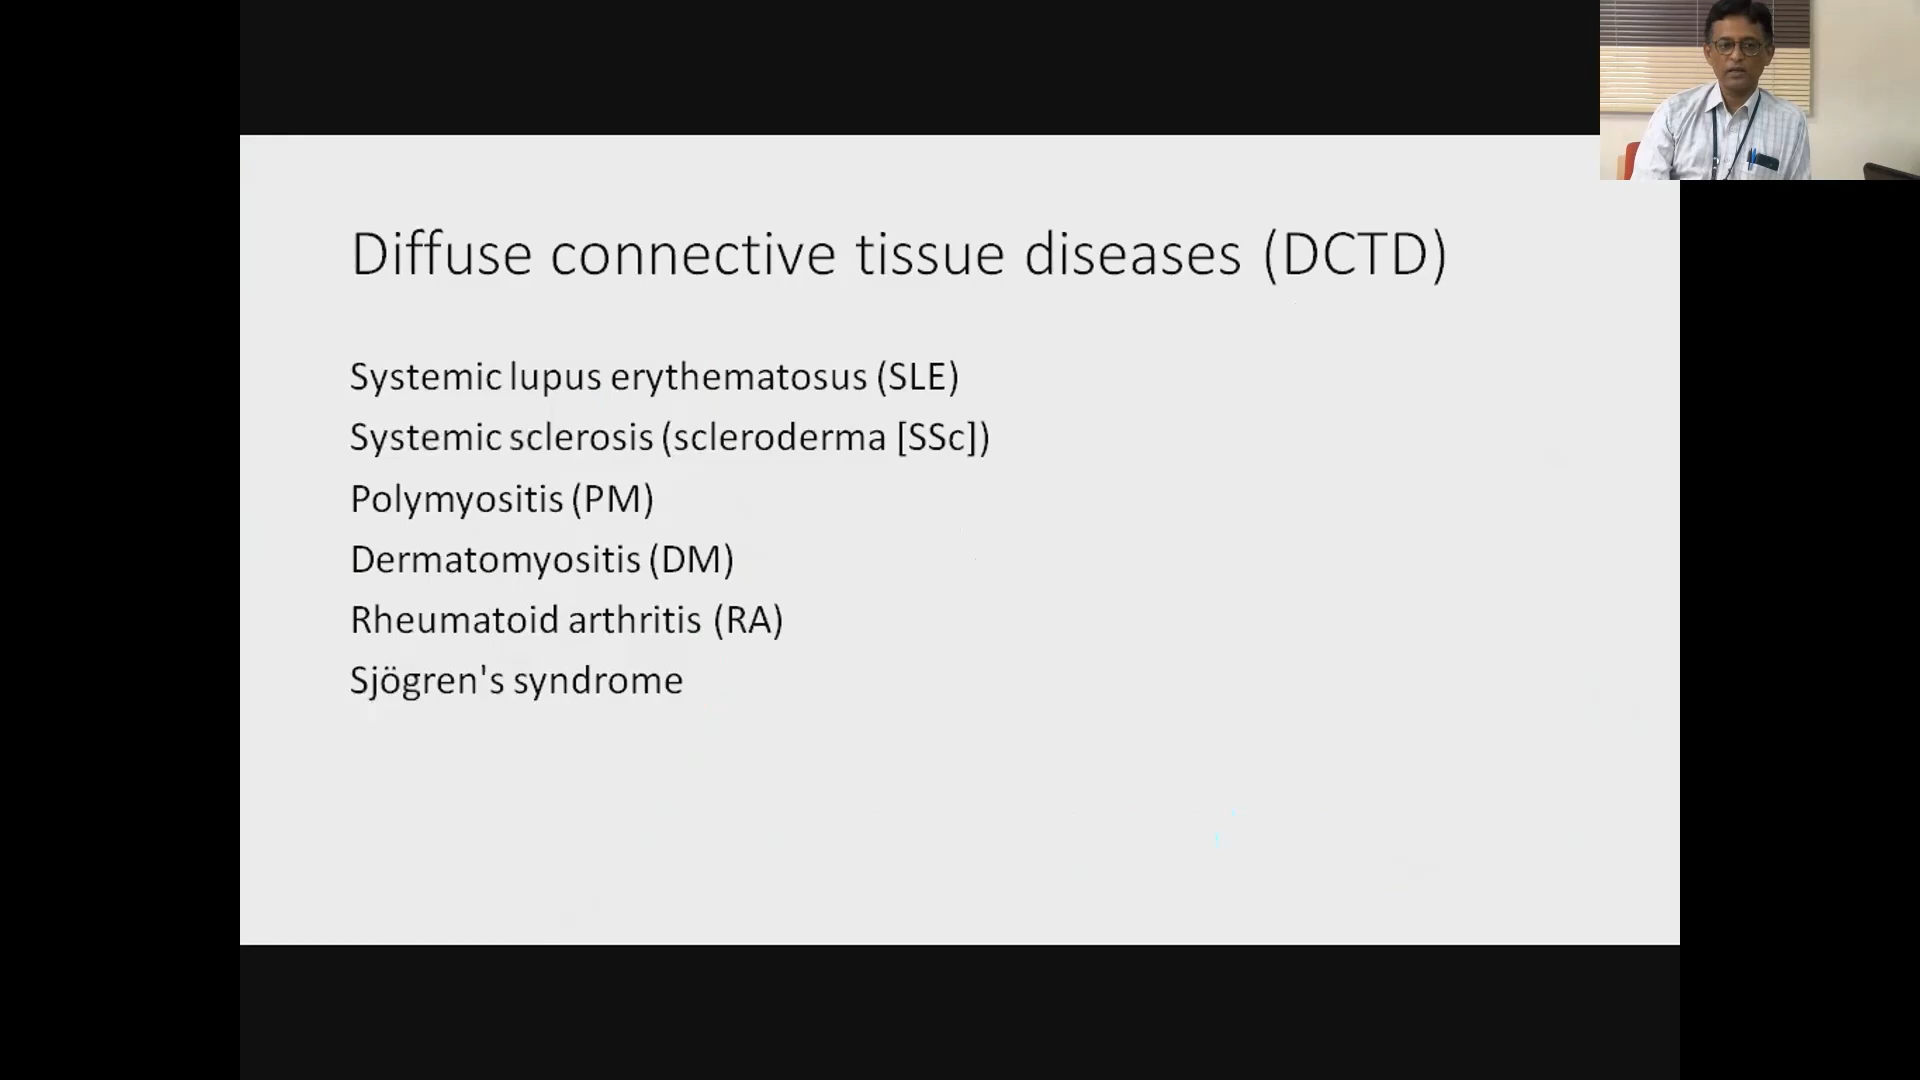 Diffuse connective tissue diseases (DCTD)
Systemic lupus erythematosus (SLE)
Systemic sclerosis (scleroderma [SSc])
Polymyositis (PM)
Dermatomyositis (DM)
Rheumatoid arthritis (RA)
Sjögren's syndrome